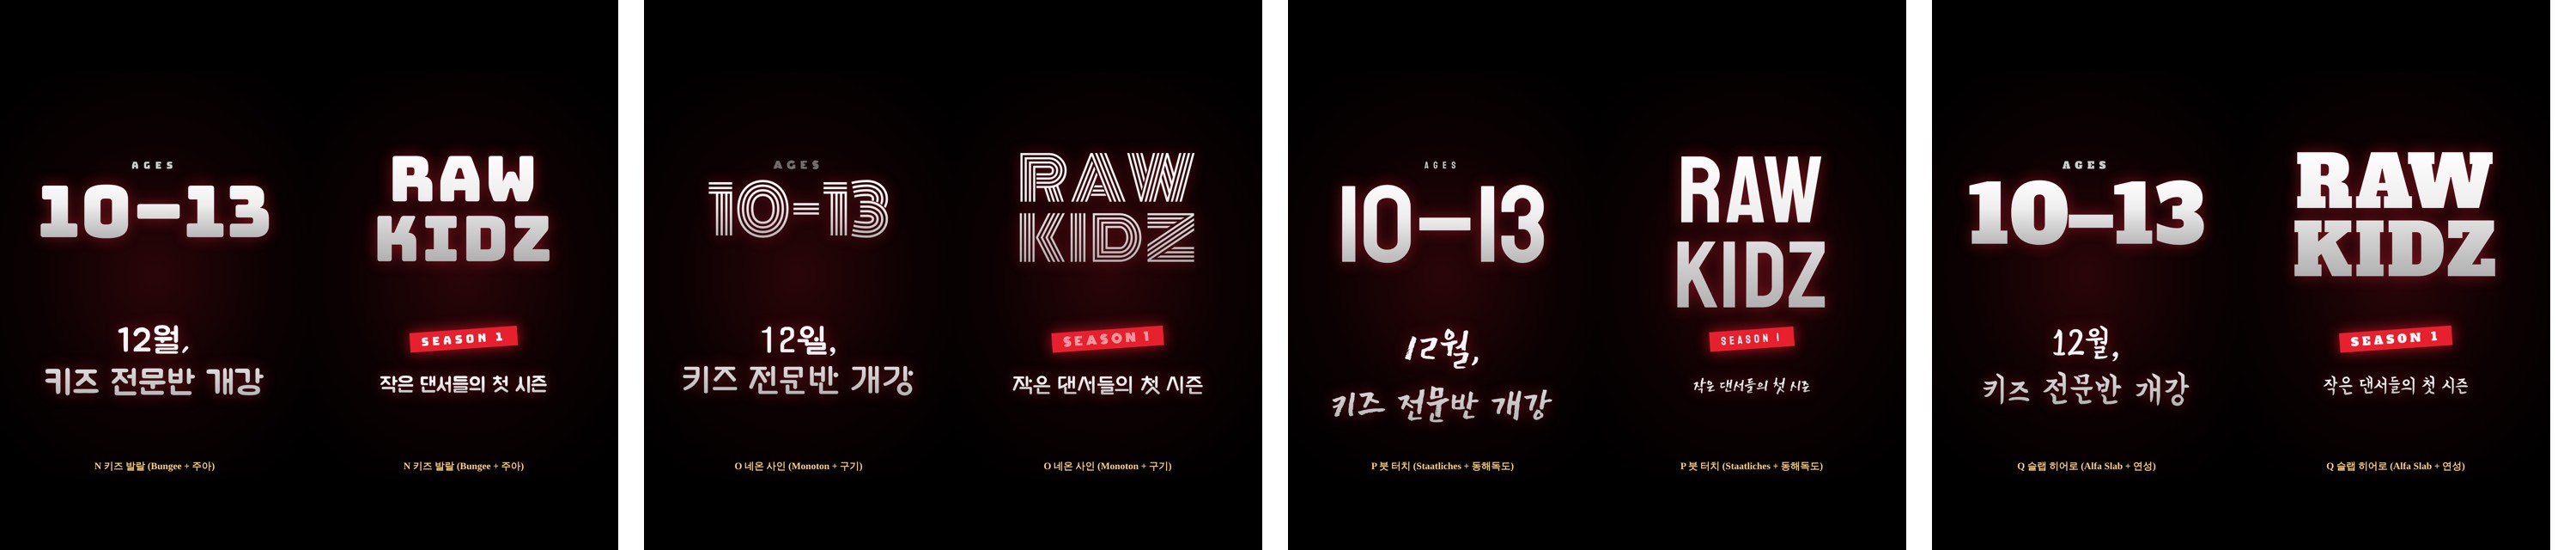 AGES
10–13
12월,
키즈 전문반 개강
N 키즈 발랄 (Bungee + 주아)
RAW
KIDZ
SEASON 1
작은 댄서들의 첫 시즌
N 키즈 발랄 (Bungee + 주아)
AGES
10–13
12월,
키즈 전문반 개강
O 네온 사인 (Monoton + 구기)
RAW
KIDZ
SEASON 1
작은 댄서들의 첫 시즌
O 네온 사인 (Monoton + 구기)
AGES
10–13
12월,
키즈 전문반 개강
P 붓 터치 (Staatliches + 동해독도)
RAW
KIDZ
SEASON 1
작은 댄서들의 첫 시즌
P 붓 터치 (Staatliches + 동해독도)
AGES
10–13
12월,
키즈 전문반 개강
Q 슬랩 히어로 (Alfa Slab + 연성)
RAW
KIDZ
SEASON 1
작은 댄서들의 첫 시즌
Q 슬랩 히어로 (Alfa Slab + 연성)